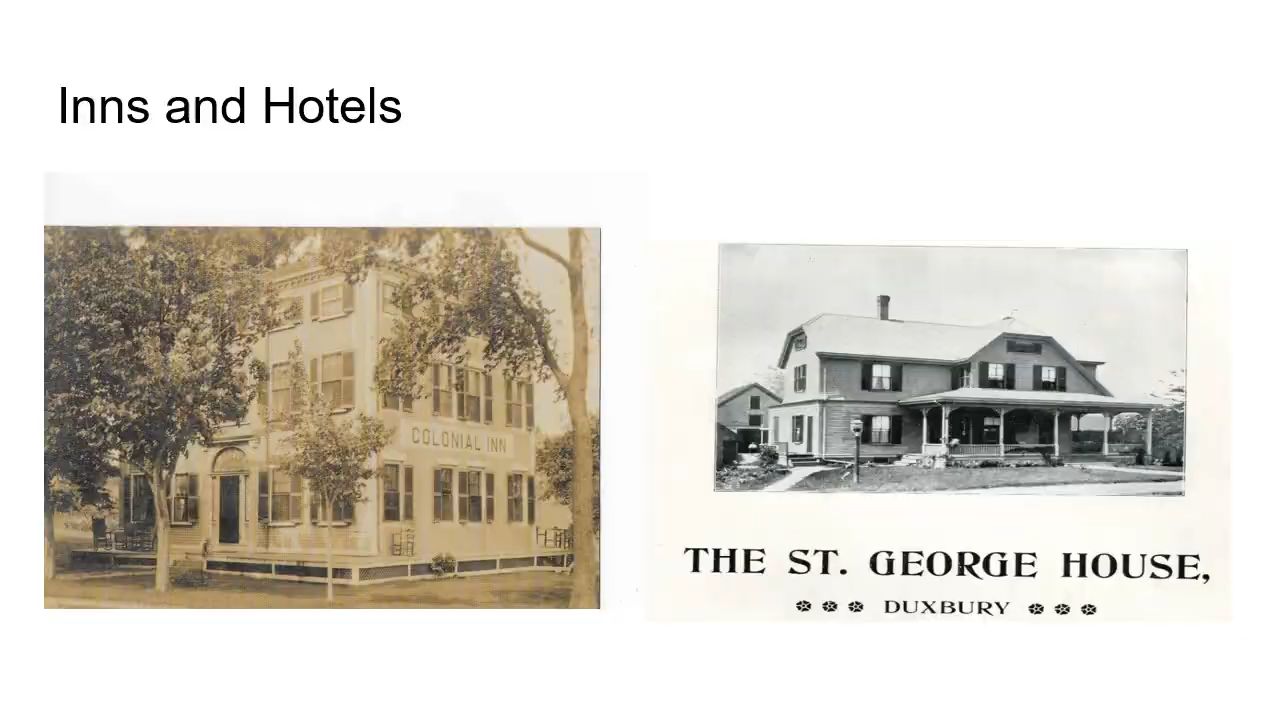 Inns and Hotels
COLONIAL INN
THE ST. GEORGE HOUSE,
DUXBURY